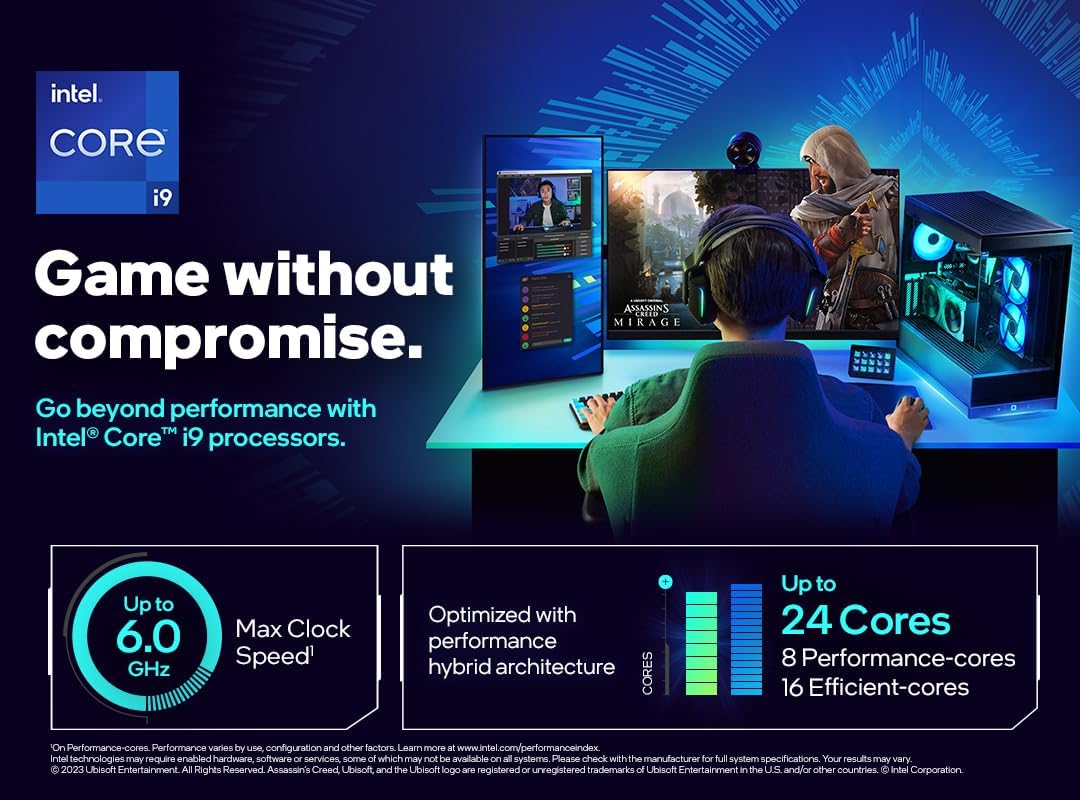 intel.
CORE™
i9
Game without
compromise.
Go beyond performance with
Intel® Core™ i9 processors.
A UBISOFT ORIGINAL
ASSASSIN'S
CREED
MIRAGE
Up to
6.0
GHz
Max Clock
Speed¹
Optimized with
performance
hybrid architecture
CORES
+
Up to
24 Cores
8 Performance-cores
16 Efficient-cores
¹On Performance-cores. Performance varies by use, configuration and other factors. Learn more at www.intel.com/performanceindex.
Intel technologies may require enabled hardware, software or services, some of which may not be available on all systems. Please check with the manufacturer for full system specifications. Your results may vary.
© 2023 Ubisoft Entertainment. All Rights Reserved. Assassin's Creed, Ubisoft, and the Ubisoft logo are registered or unregistered trademarks of Ubisoft Entertainment in the U.S. and/or other countries. © Intel Corporation.